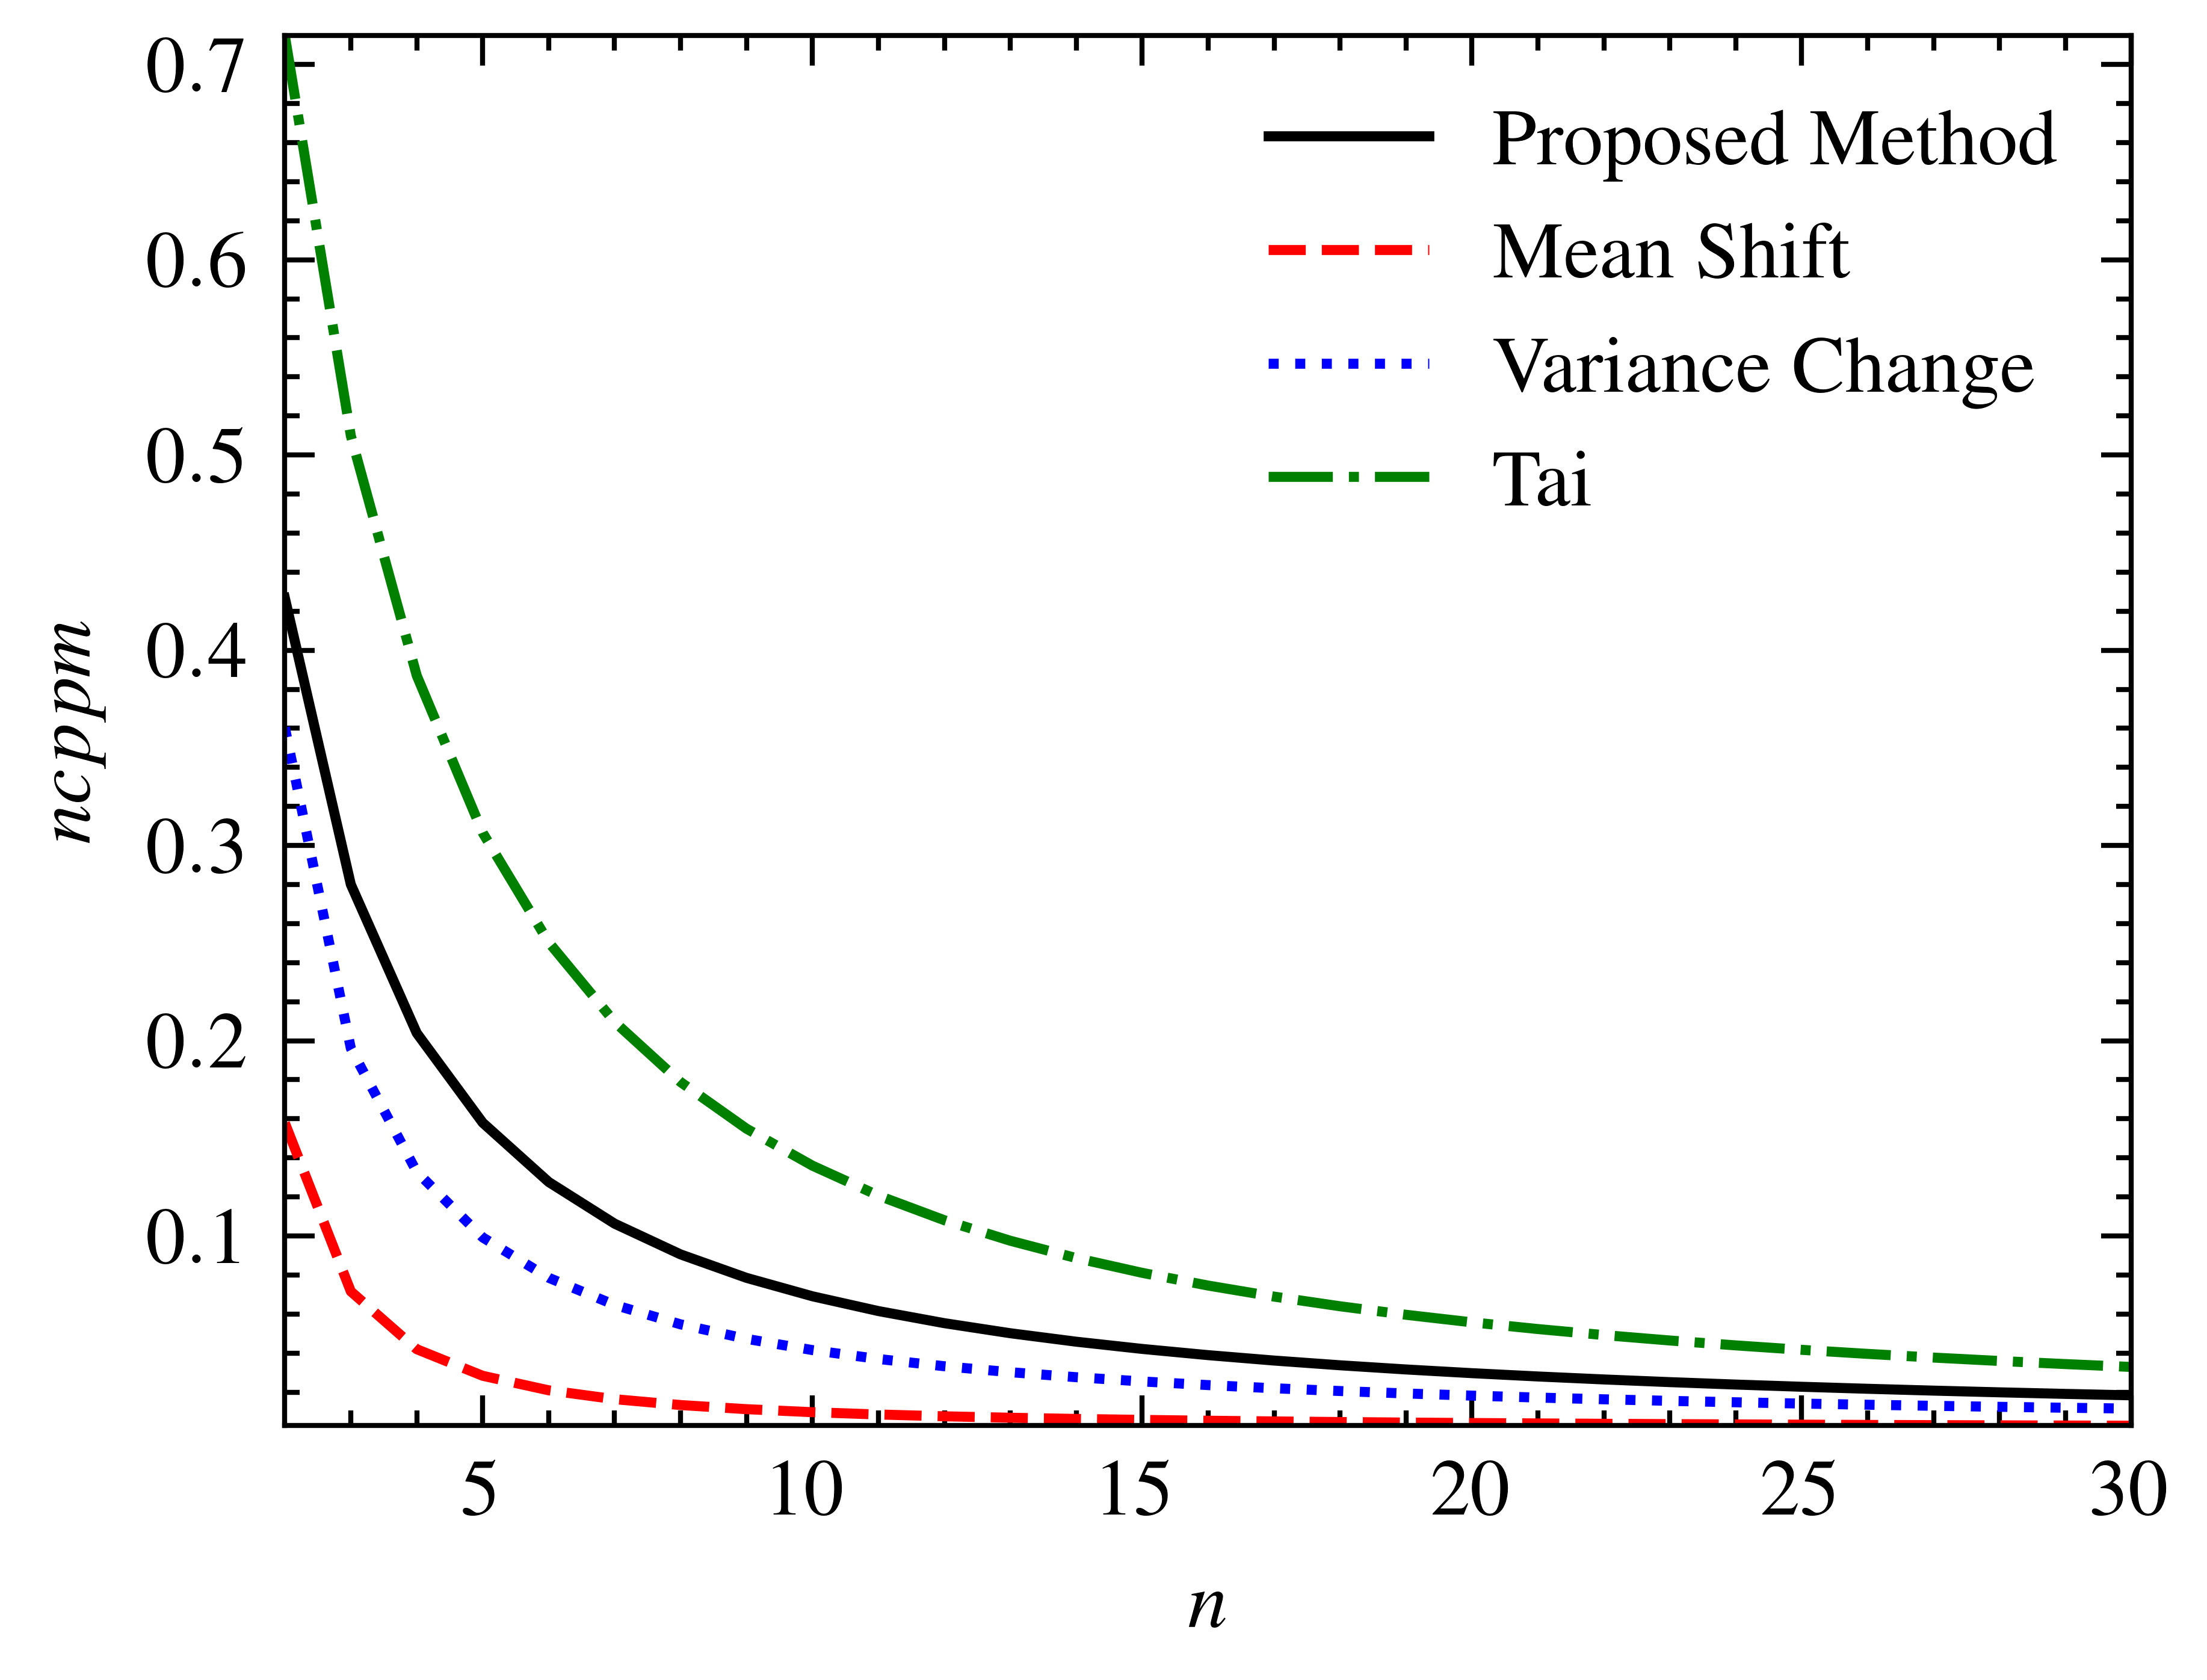 0.7
0.6
0.5
0.4
0.3
0.2
0.1
ncppm
Proposed Method
Mean Shift
Variance Change
Tai
5 10 15 20 25 30
n